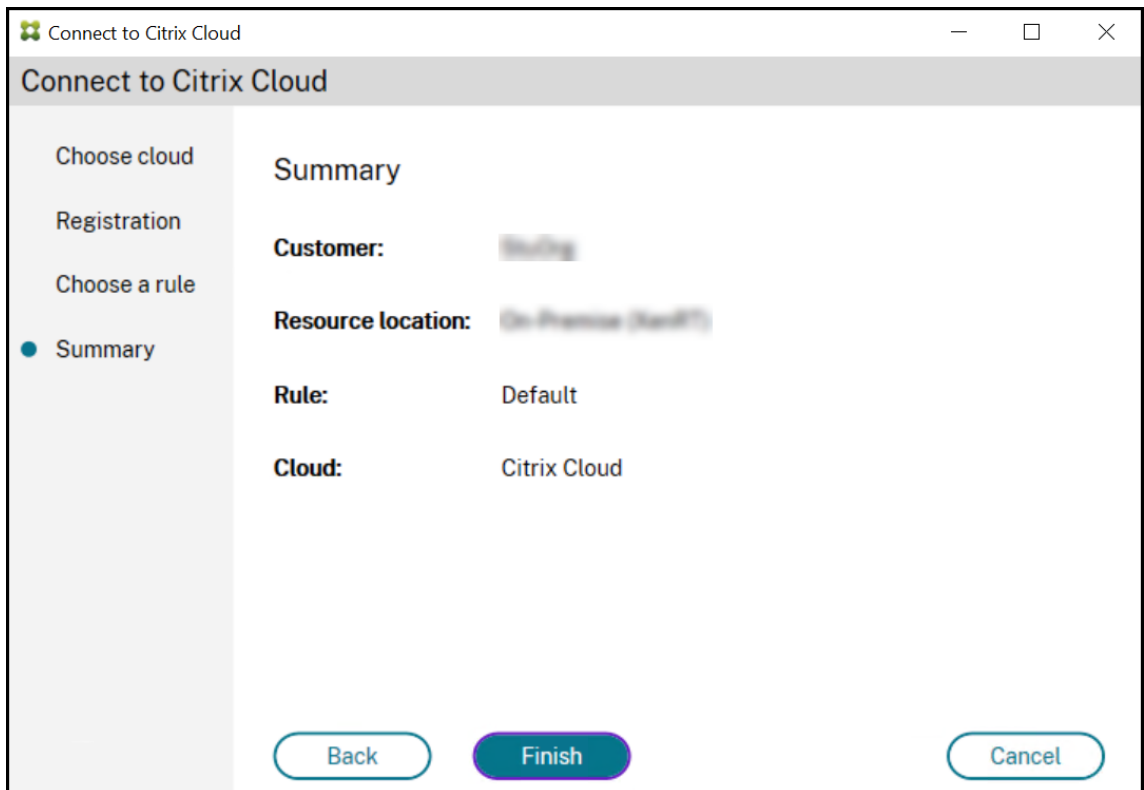 Connect to Citrix Cloud
Connect to Citrix Cloud
Choose cloud
Registration
Choose a rule
Summary
Summary
Customer:
Resource location:
Rule: Default
Cloud: Citrix Cloud
Back Finish Cancel